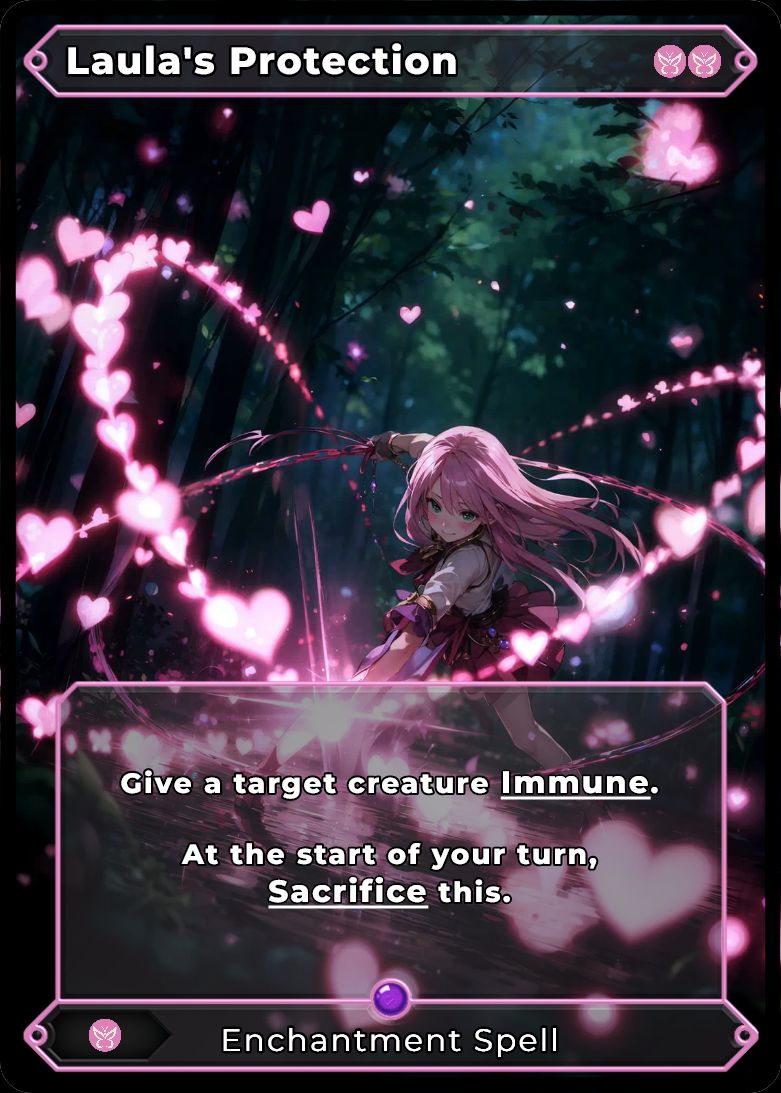 Laula's Protection
Give a target creature Immune.
At the start of your turn,
Sacrifice this.
Enchantment Spell